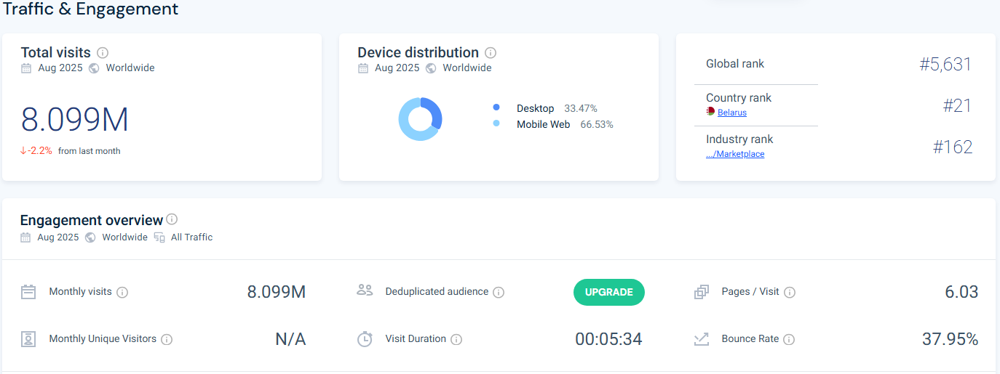 Traffic & Engagement
Total visits
Aug 2025 Worldwide
8.099M
-2.2% from last month
Device distribution
Aug 2025 Worldwide
Desktop 33.47%
Mobile Web 66.53%
Global rank #5,631
Country rank
Belarus
#21
Industry rank
.../Marketplace
#162
Engagement overview
Aug 2025 Worldwide All Traffic
Monthly visits 8.099M
Deduplicated audience UPGRADE
Pages / Visit 6.03
Monthly Unique Visitors N/A
Visit Duration 00:05:34
Bounce Rate 37.95%